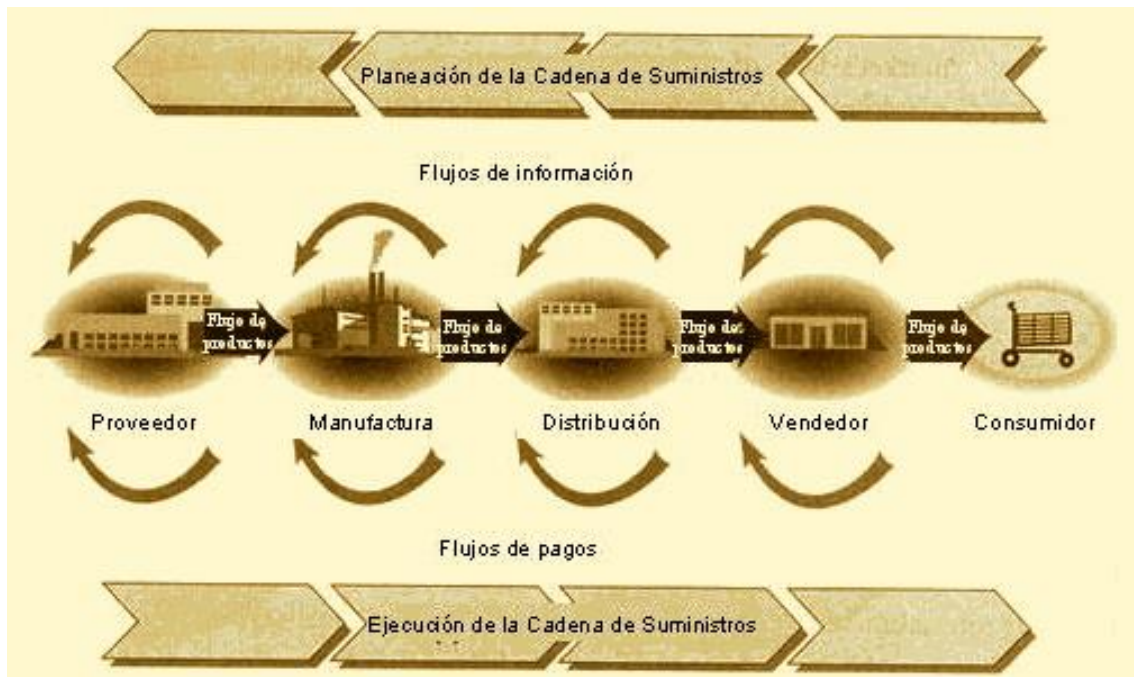 Planeación de la Cadena de Suministros
Flujos de información
Flujo de
productos
Flujo de
productos
Flujo de
productos
Flujo de
productos
Proveedor
Manufactura
Distribución
Vendedor
Consumidor
Flujos de pagos
Ejecución de la Cadena de Suministros